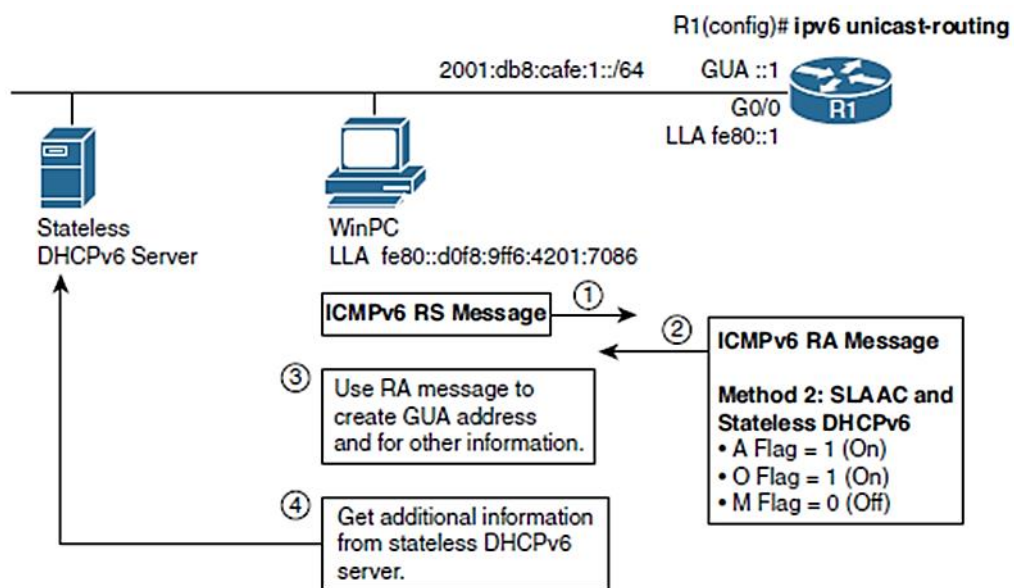 R1(config)# ipv6 unicast-routing
2001:db8:cafe:1::/64
GUA ::1
G0/0
R1
LLA fe80::1
Stateless
DHCPv6 Server
WinPC
LLA fe80::d0f8:9ff6:4201:7086
ICMPv6 RS Message
1
2
ICMPv6 RA Message
Method 2: SLAAC and
Stateless DHCPv6
• A Flag = 1 (On)
• O Flag = 1 (On)
• M Flag = 0 (Off)
3
Use RA message to
create GUA address
and for other information.
4
Get additional information
from stateless DHCPv6
server.